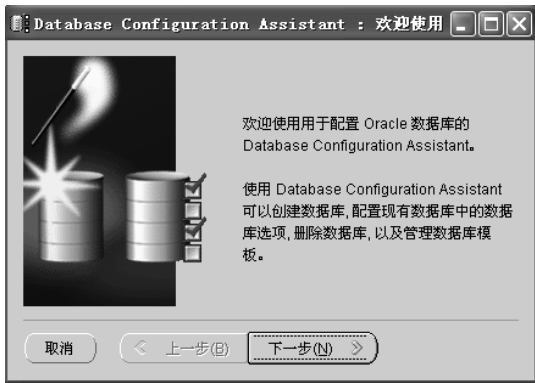 Database Configuration Assistant : 欢迎使用
欢迎使用用于配置 Oracle 数据库的
Database Configuration Assistant。
使用 Database Configuration Assistant
可以创建数据库, 配置现有数据库中的数据
库选项, 删除数据库, 以及管理数据库模
板。
取消
上一步(B)
下一步(N)